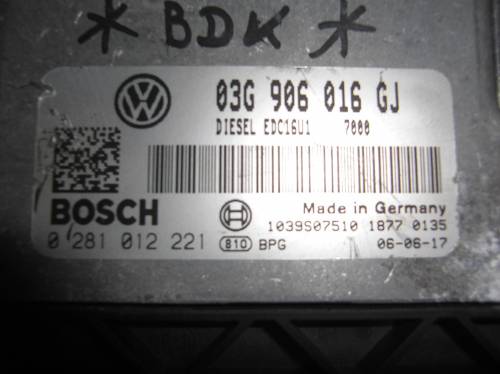 * BDK *
03G 906 016 GJ
DIESEL EDC16U1 7000
BOSCH
Made in Germany
1039S07510 1877 0135
0 281 012 221 810 BPG 06-06-17